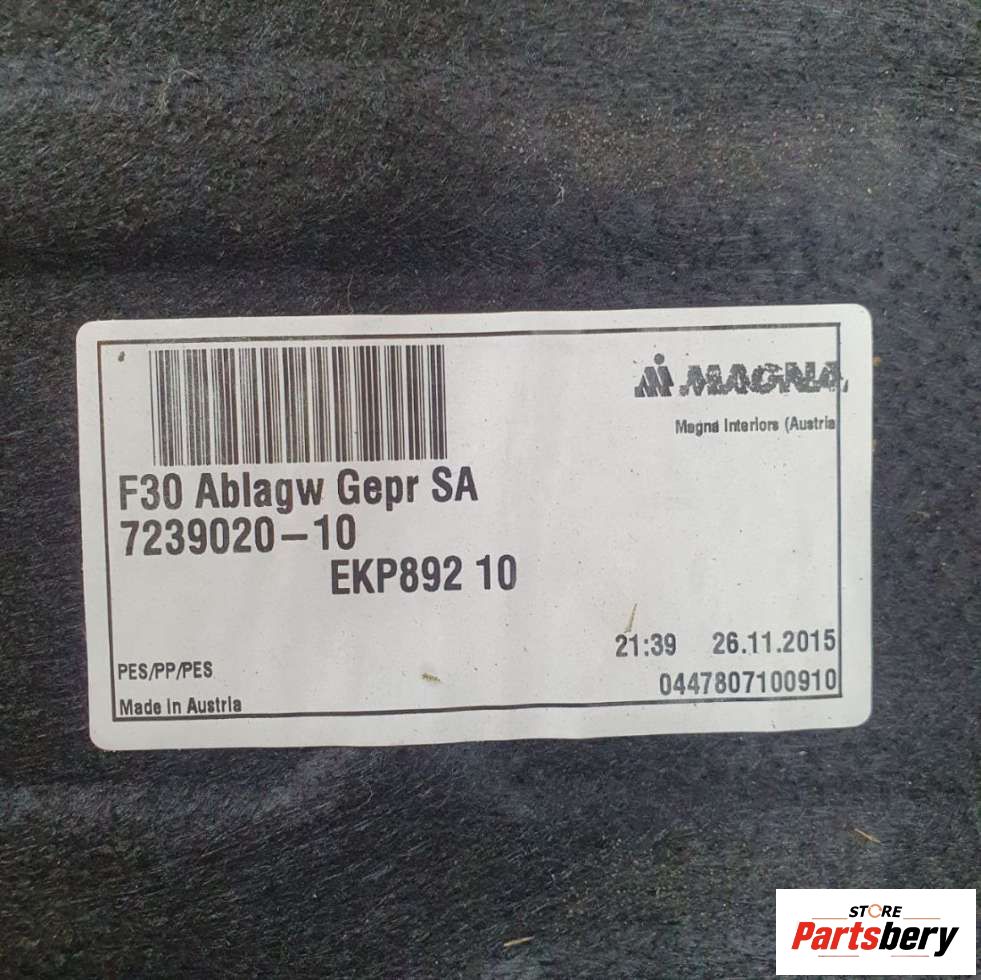 MAGNA
Magna Interiors (Austria
F30 Ablagw Gepr SA
7239020-10
EKP892 10
21:39 26.11.2015
PES/PP/PES
0447807100910
Made in Austria
STORE
Partsbery